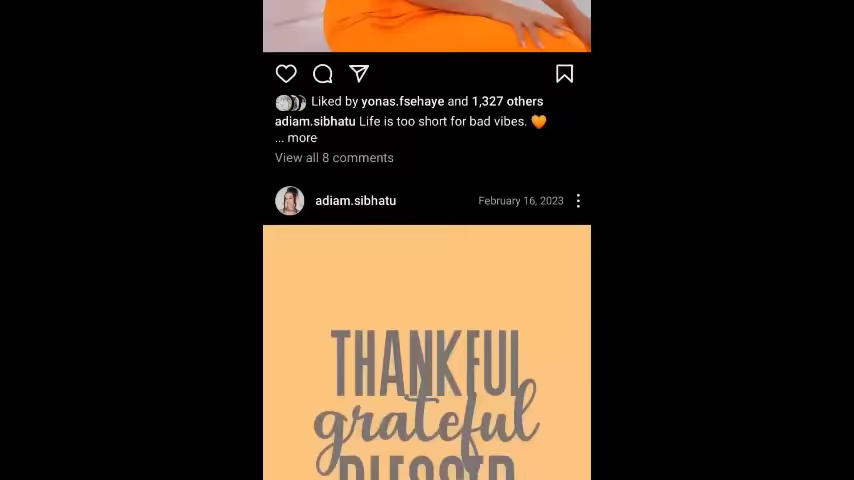 Liked by yonas.fsehaye and 1,327 others
adiam.sibhatu Life is too short for bad vibes. 🧡
... more
View all 8 comments
adiam.sibhatu February 16, 2023
THANKFUL
grateful
BLESSED